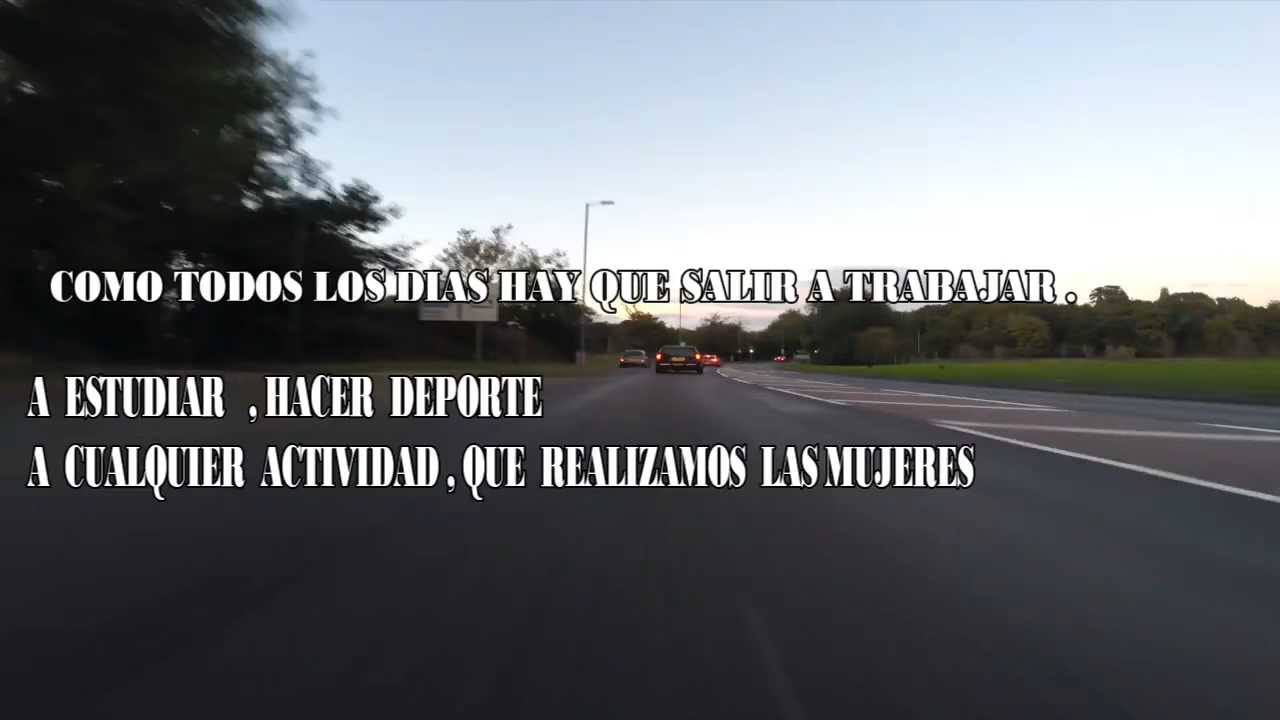 COMO TODOS LOS DIAS HAY QUE SALIR A TRABAJAR .
A ESTUDIAR , HACER DEPORTE
A CUALQUIER ACTIVIDAD , QUE REALIZAMOS LAS MUJERES